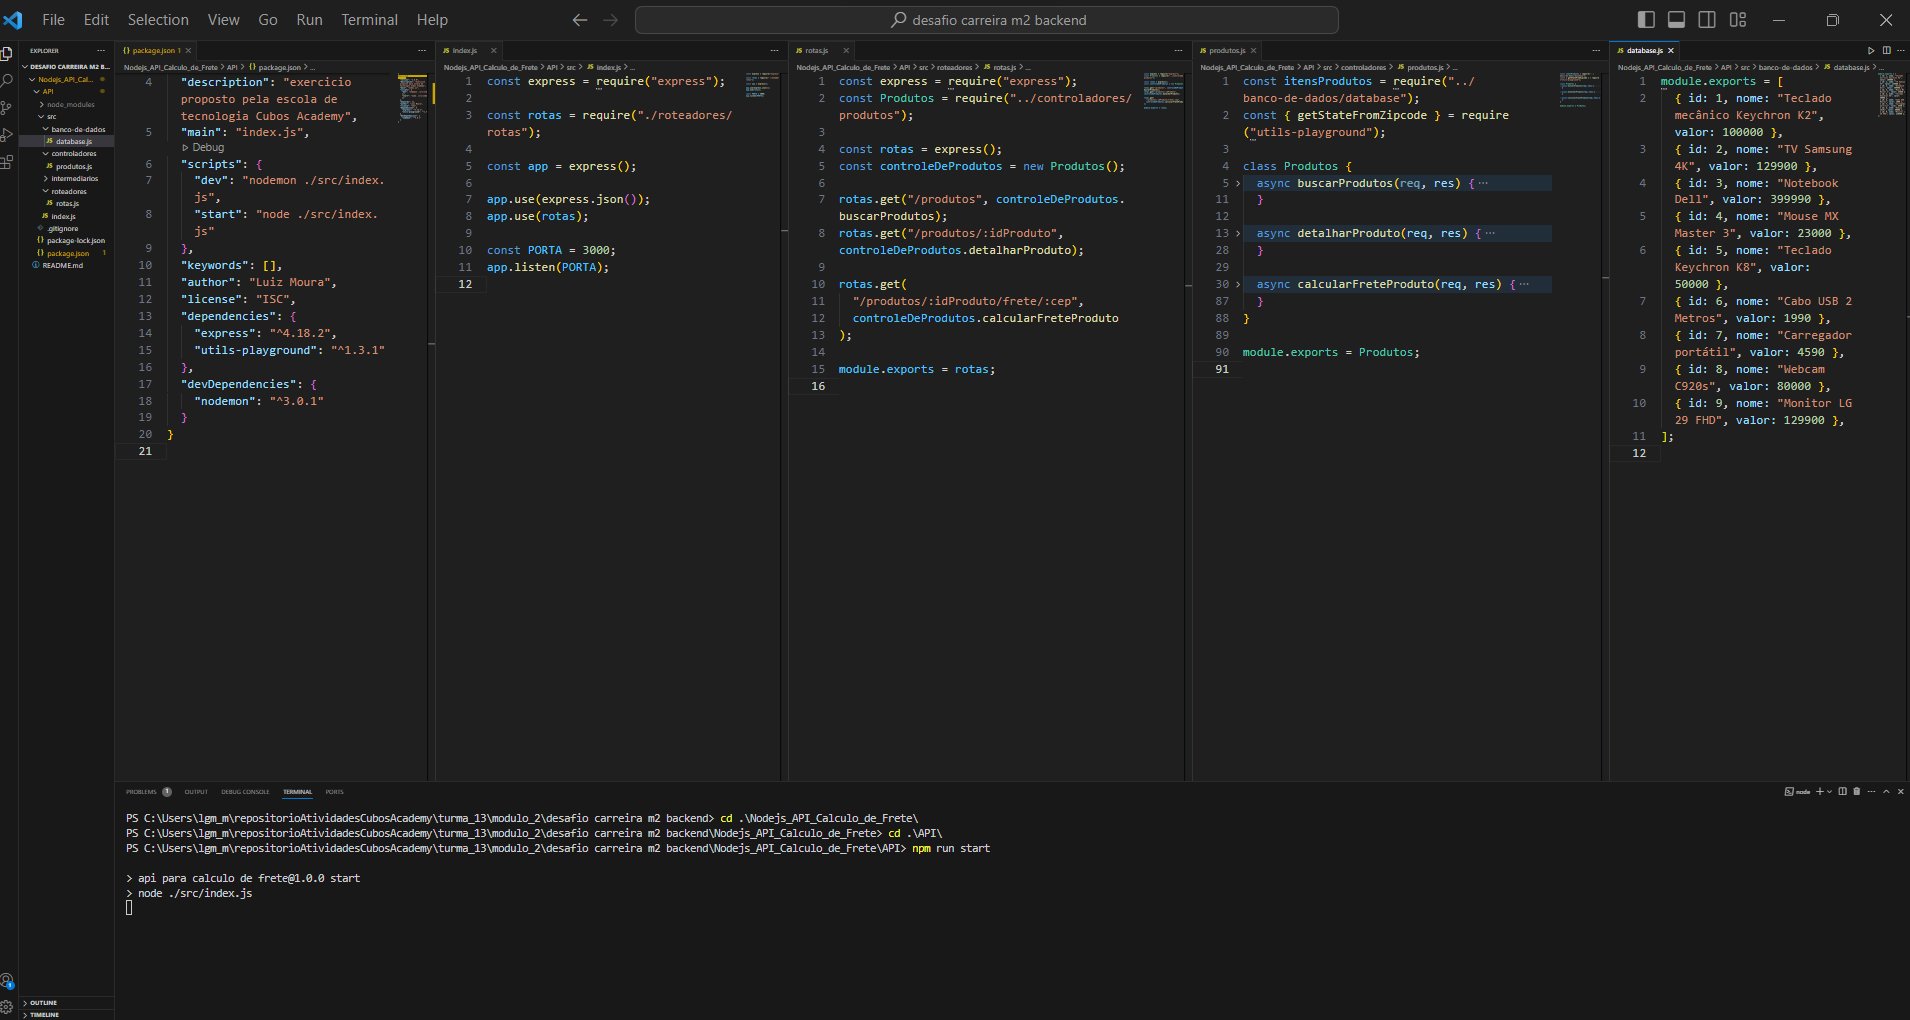 File Edit Selection View Go Run Terminal Help
desafio carreira m2 backend
EXPLORER
DESAFIO CARREIRA M2 B...
Nodejs_API_Cal...
API
node_modules
src
banco-de-dados
database.js
controladores
produtos.js
intermediarios
roteadores
rotas.js
index.js
.gitignore
package-lock.json
package.json 1
README.md
OUTLINE
TIMELINE
package.json 1
Nodejs_API_Calculo_de_Frete > API > package.json > ...
4 "description": "exercicio
proposto pela escola de
tecnologia Cubos Academy",
5 "main": "index.js",
Debug
6 "scripts": {
7 "dev": "nodemon ./src/index.
js",
8 "start": "node ./src/index.
js"
9 },
10 "keywords": [],
11 "author": "Luiz Moura",
12 "license": "ISC",
13 "dependencies": {
14 "express": "^4.18.2",
15 "utils-playground": "^1.3.1"
16 },
17 "devDependencies": {
18 "nodemon": "^3.0.1"
19 }
20 }
21
index.js
Nodejs_API_Calculo_de_Frete > API > src > index.js > ...
1 const express = require("express");
2
3 const rotas = require("./roteadores/
rotas");
4
5 const app = express();
6
7 app.use(express.json());
8 app.use(rotas);
9
10 const PORTA = 3000;
11 app.listen(PORTA);
12
rotas.js
Nodejs_API_Calculo_de_Frete > API > src > roteadores > rotas.js > ...
1 const express = require("express");
2 const Produtos = require("../controladores/
produtos");
3
4 const rotas = express();
5 const controleDeProdutos = new Produtos();
6
7 rotas.get("/produtos", controleDeProdutos.
buscarProdutos);
8 rotas.get("/produtos/:idProduto",
controleDeProdutos.detalharProduto);
9
10 rotas.get(
11 "/produtos/:idProduto/frete/:cep",
12 controleDeProdutos.calcularFreteProduto
13 );
14
15 module.exports = rotas;
16
produtos.js
Nodejs_API_Calculo_de_Frete > API > src > controladores > produtos.js > ...
1 const itensProdutos = require("../
banco-de-dados/database");
2 const { getStateFromZipcode } = require
("utils-playground");
3
4 class Produtos {
5 async buscarProdutos(req, res) {···
11 }
12
13 async detalharProduto(req, res) {···
28 }
29
30 async calcularFreteProduto(req, res) {···
87 }
88 }
89
90 module.exports = Produtos;
91
database.js
Nodejs_API_Calculo_de_Frete > API > src > banco-de-dados > database.js > ...
1 module.exports = [
2 { id: 1, nome: "Teclado
mecânico Keychron K2",
valor: 100000 },
3 { id: 2, nome: "TV Samsung
4K", valor: 129900 },
4 { id: 3, nome: "Notebook
Dell", valor: 399990 },
5 { id: 4, nome: "Mouse MX
Master 3", valor: 23000 },
6 { id: 5, nome: "Teclado
Keychron K8", valor:
50000 },
7 { id: 6, nome: "Cabo USB 2
Metros", valor: 1990 },
8 { id: 7, nome: "Carregador
portátil", valor: 4590 },
9 { id: 8, nome: "Webcam
C920s", valor: 80000 },
10 { id: 9, nome: "Monitor LG
29 FHD", valor: 129900 },
11 ];
12
PROBLEMS 1 OUTPUT DEBUG CONSOLE TERMINAL PORTS
node
PS C:\Users\lgm_m\repositorioAtividadesCubosAcademy\turma_13\modulo_2\desafio carreira m2 backend> cd .\Nodejs_API_Calculo_de_Frete\
PS C:\Users\lgm_m\repositorioAtividadesCubosAcademy\turma_13\modulo_2\desafio carreira m2 backend\Nodejs_API_Calculo_de_Frete> cd .\API\
PS C:\Users\lgm_m\repositorioAtividadesCubosAcademy\turma_13\modulo_2\desafio carreira m2 backend\Nodejs_API_Calculo_de_Frete\API> npm run start
> api para calculo de frete@1.0.0 start
> node ./src/index.js